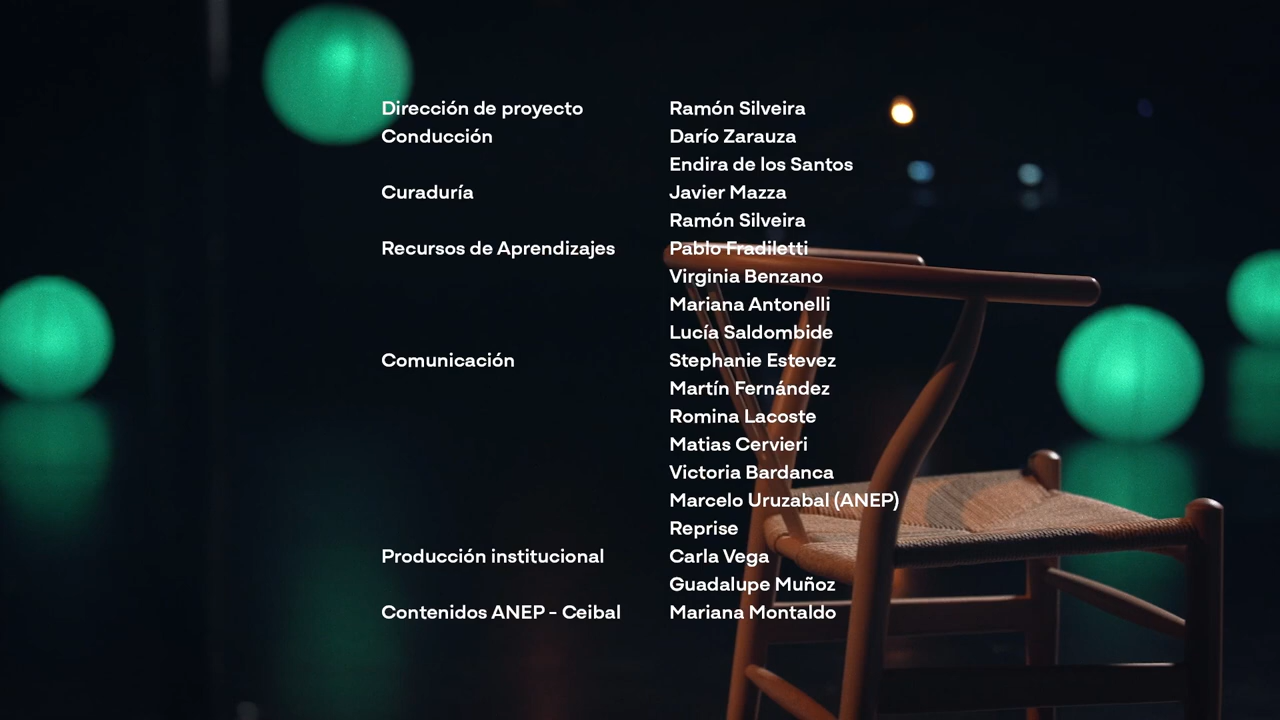 Dirección de proyecto Ramón Silveira
Conducción Darío Zarauza
Endira de los Santos
Curaduría Javier Mazza
Ramón Silveira
Recursos de Aprendizajes Pablo Fradiletti
Virginia Benzano
Mariana Antonelli
Lucía Saldombide
Comunicación Stephanie Estevez
Martín Fernández
Romina Lacoste
Matias Cervieri
Victoria Bardanca
Marcelo Uruzabal (ANEP)
Reprise
Producción institucional Carla Vega
Guadalupe Muñoz
Contenidos ANEP - Ceibal Mariana Montaldo